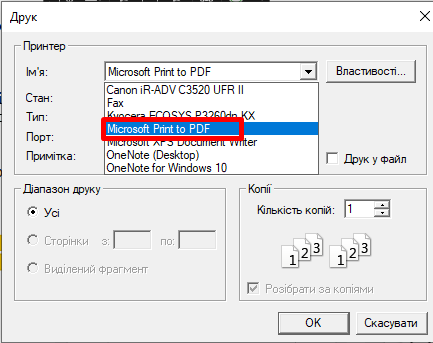 Друк
Принтер
Ім'я: Microsoft Print to PDF Властивості...
Canon iR-ADV C3520 UFR II
Стан: Fax
Тип: Kyocera ECOSYS P3260dn KX
Microsoft Print to PDF
Порт: Microsoft XPS Document Writer
Примітка: OneNote (Desktop) Друк у файл
OneNote for Windows 10
Діапазон друку Копії
Усі Кількість копій: 1
Сторінки з: по:
1 2 3 1 2 3
Виділений фрагмент Розібрати за копіями
OK Скасувати